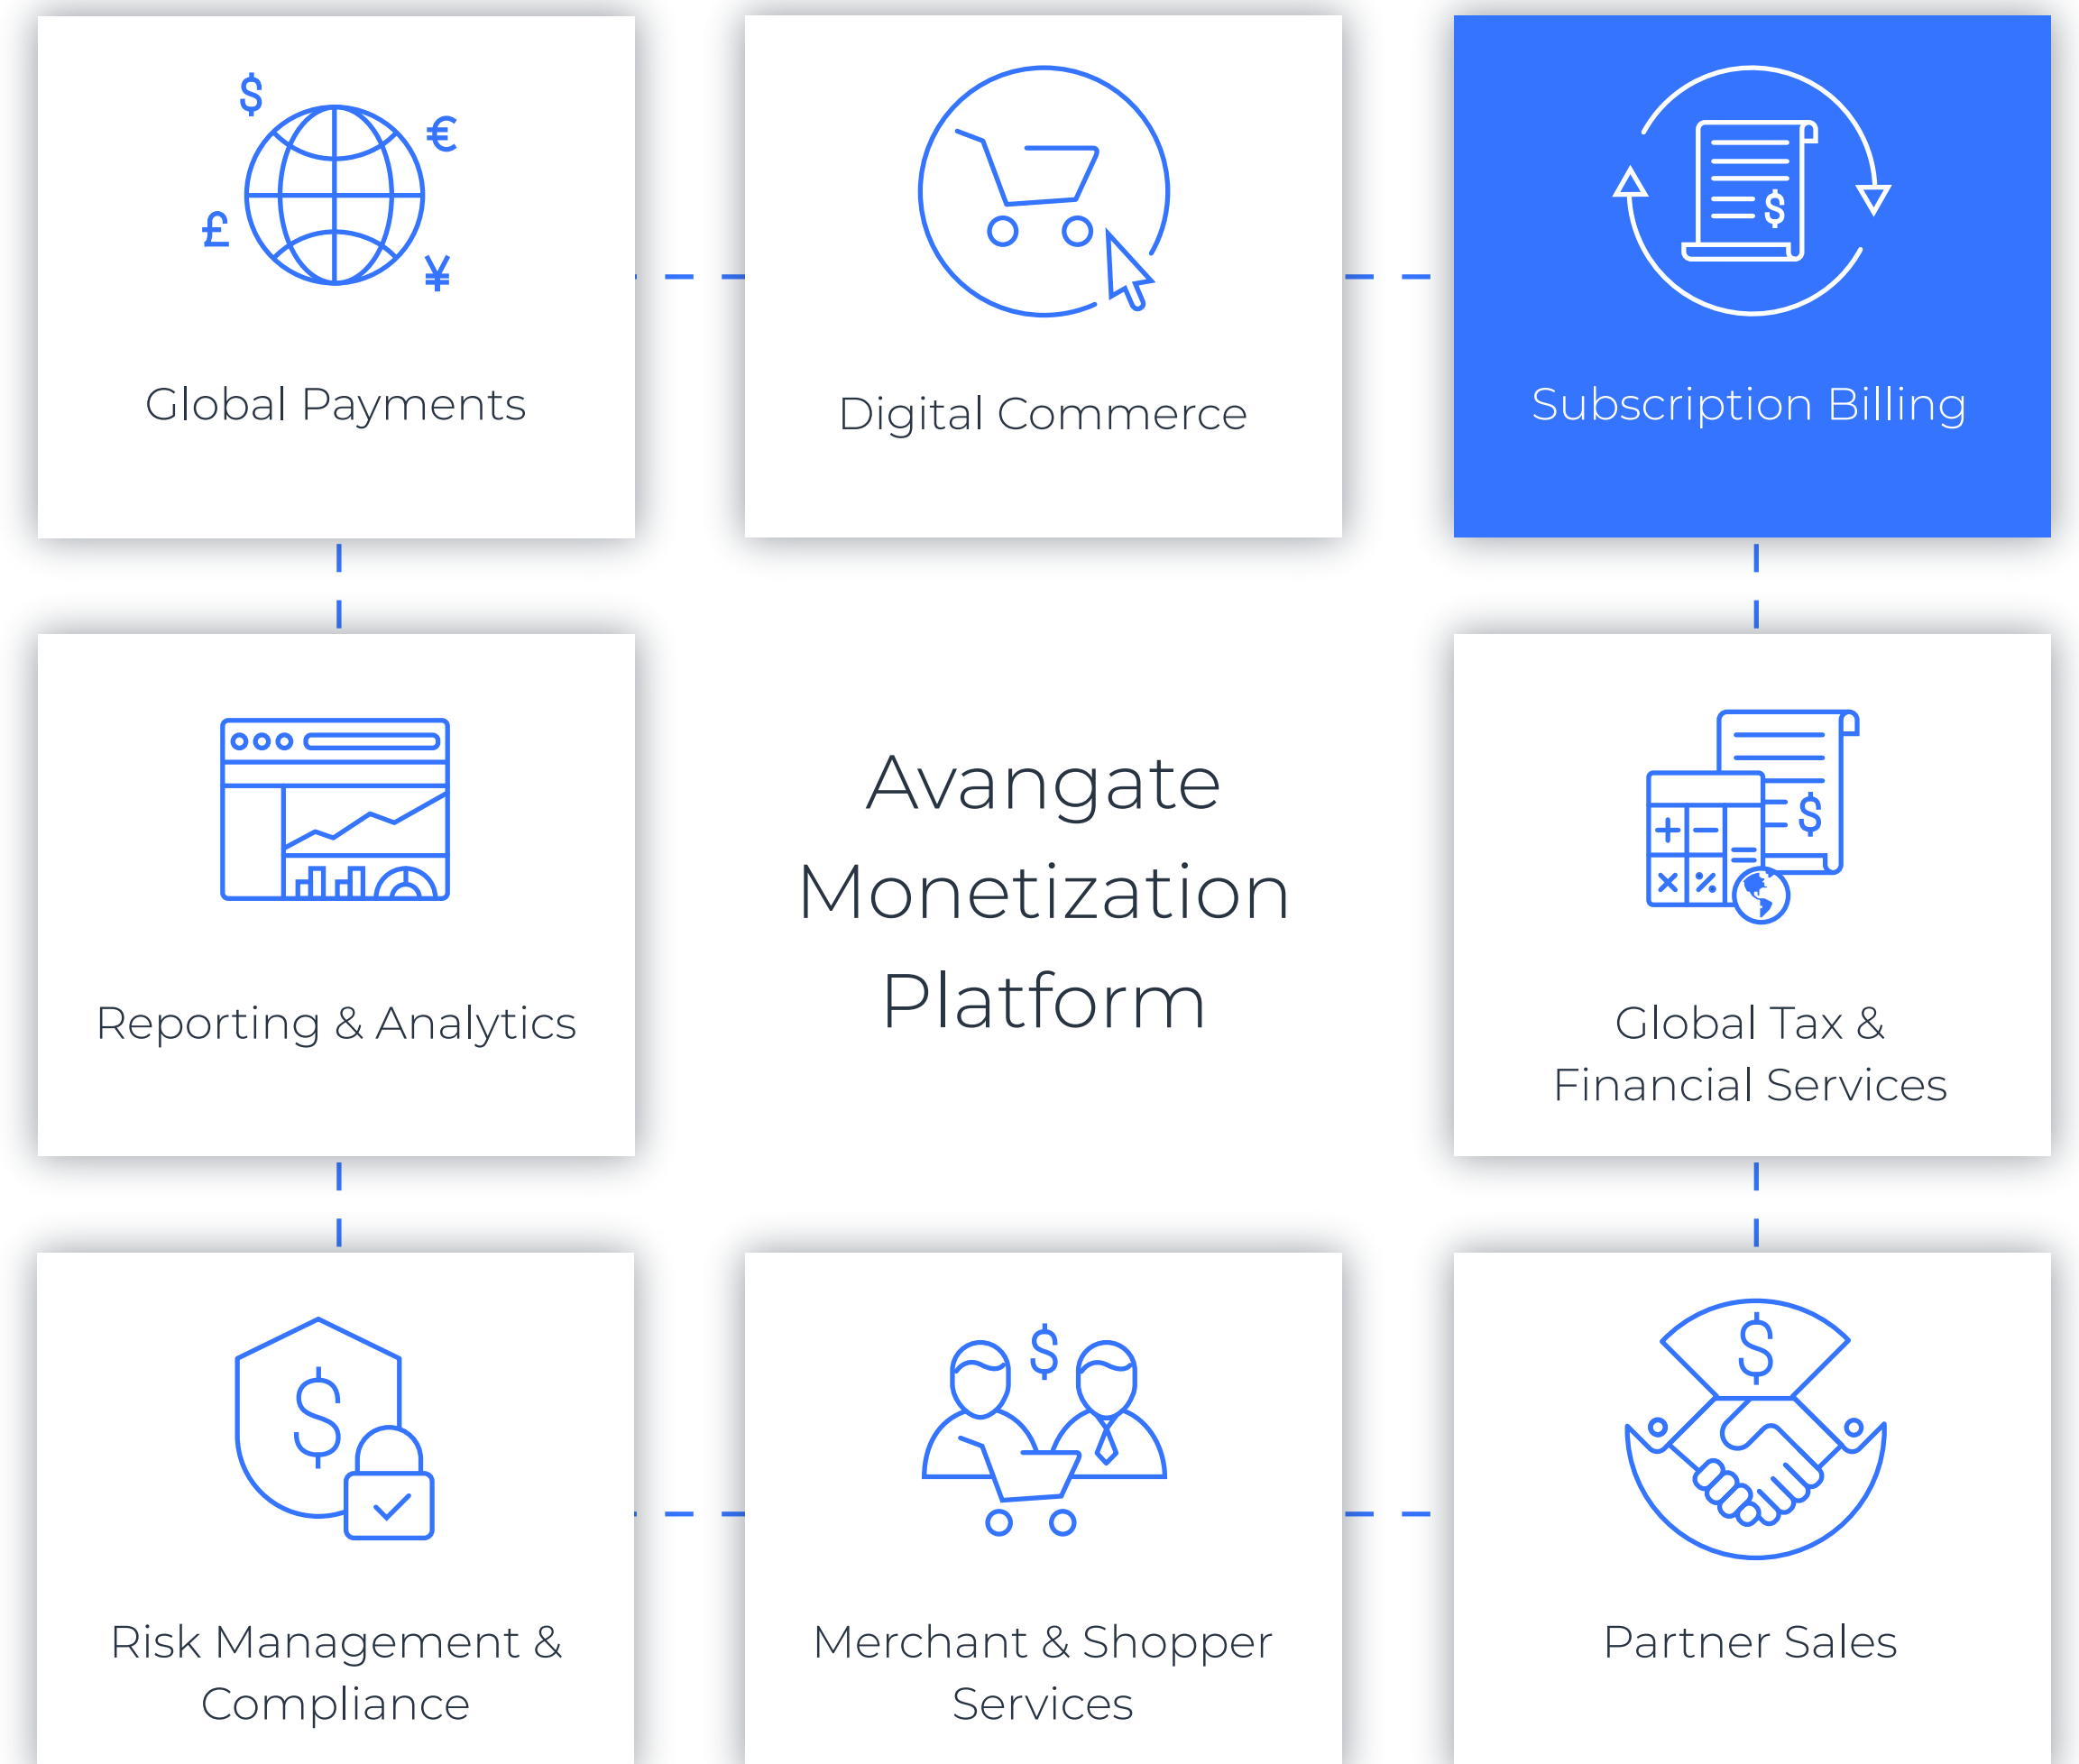 $
€
£
¥
Global Payments
Digital Commerce
$
Subscription Billing
Reporting & Analytics
Avangate
Monetization
Platform
$
Global Tax &
Financial Services
$
Risk Management &
Compliance
$
Merchant & Shopper
Services
$
Partner Sales